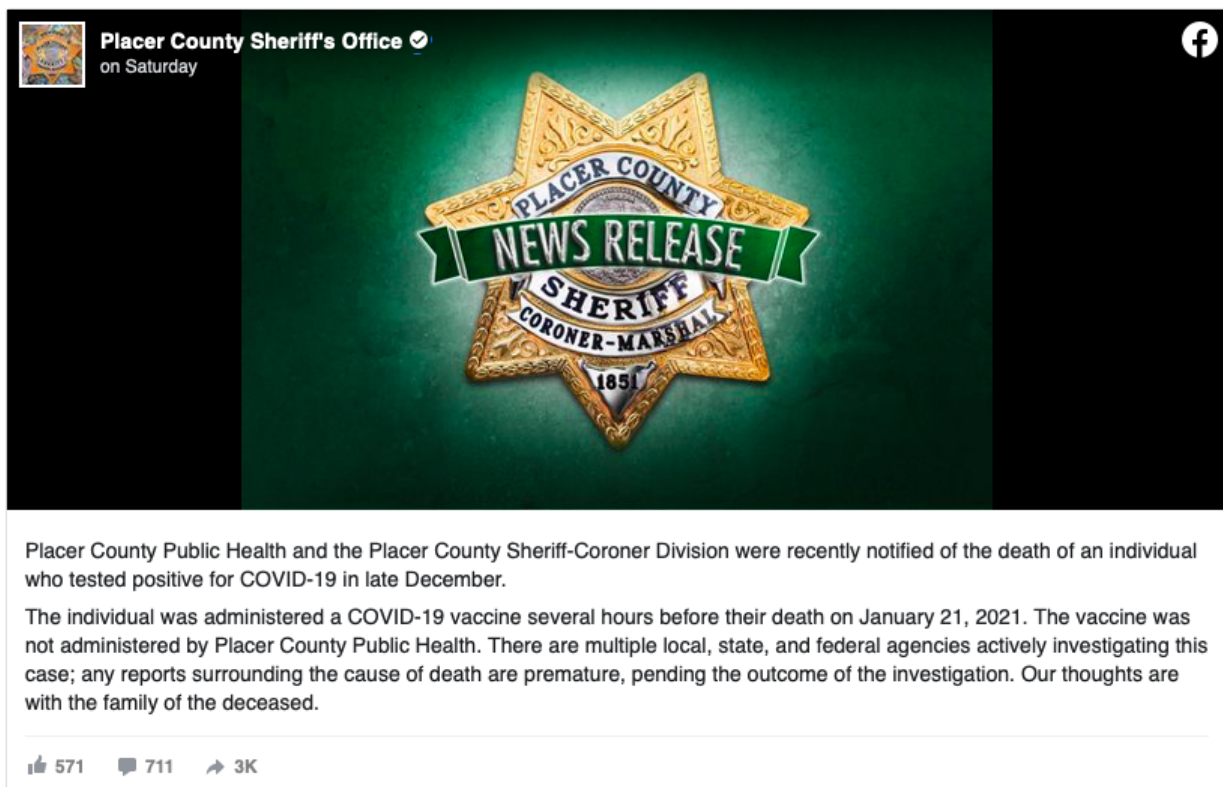 Placer County Sheriff's Office
on Saturday
PLACER COUNTY
NEWS RELEASE
SHERIFF
CORONER-MARSHAL
1851
Placer County Public Health and the Placer County Sheriff-Coroner Division were recently notified of the death of an individual
who tested positive for COVID-19 in late December.
The individual was administered a COVID-19 vaccine several hours before their death on January 21, 2021. The vaccine was
not administered by Placer County Public Health. There are multiple local, state, and federal agencies actively investigating this
case; any reports surrounding the cause of death are premature, pending the outcome of the investigation. Our thoughts are
with the family of the deceased.
571 711 3K